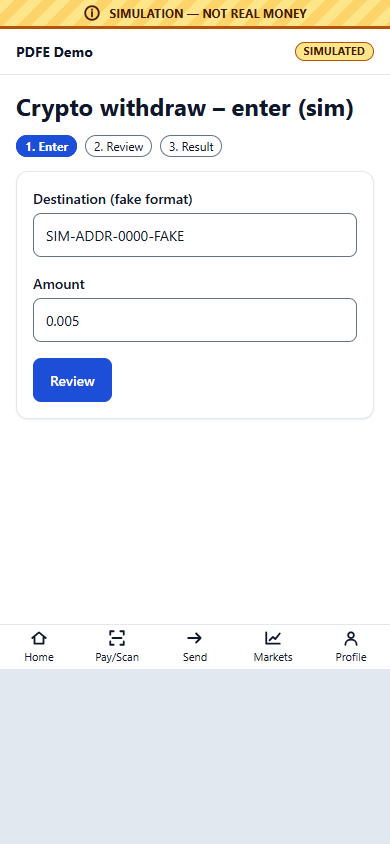 SIMULATION — NOT REAL MONEY
PDFE Demo
SIMULATED
Crypto withdraw – enter (sim)
1. Enter
2. Review
3. Result
Destination (fake format)
SIM-ADDR-0000-FAKE
Amount
0.005
Review
Home
Pay/Scan
Send
Markets
Profile